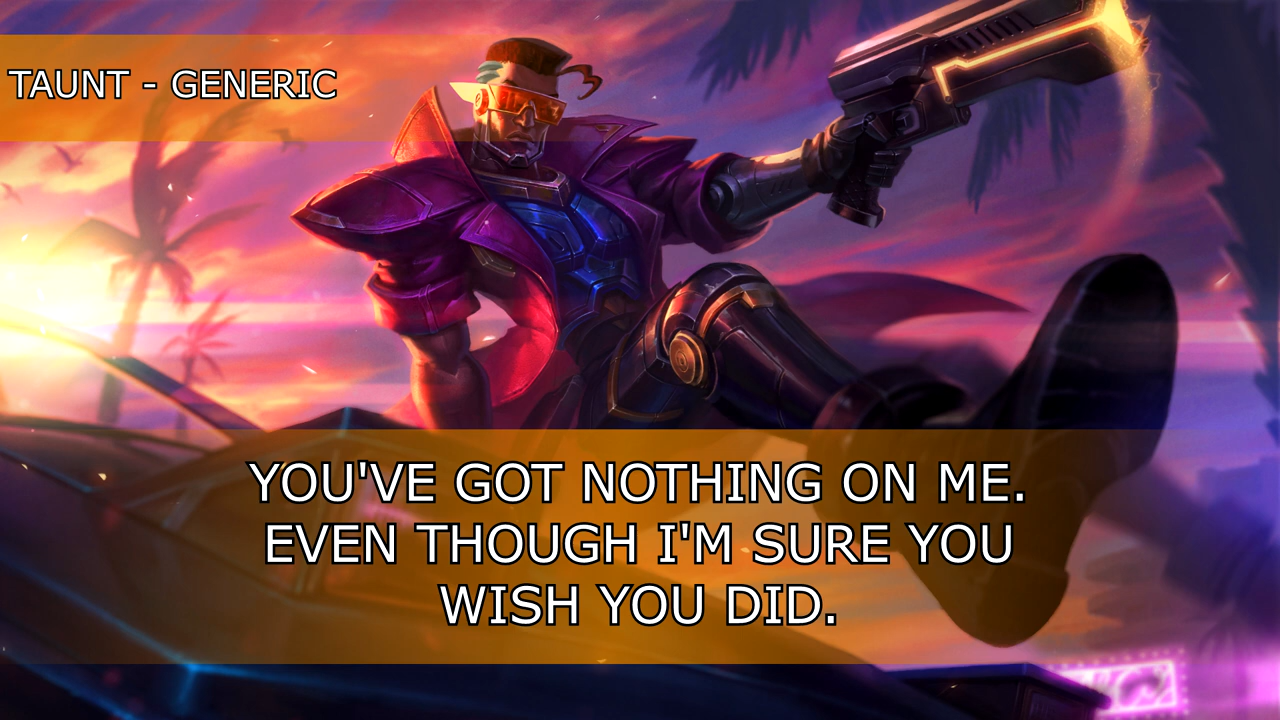 TAUNT - GENERIC
YOU'VE GOT NOTHING ON ME.
EVEN THOUGH I'M SURE YOU
WISH YOU DID.